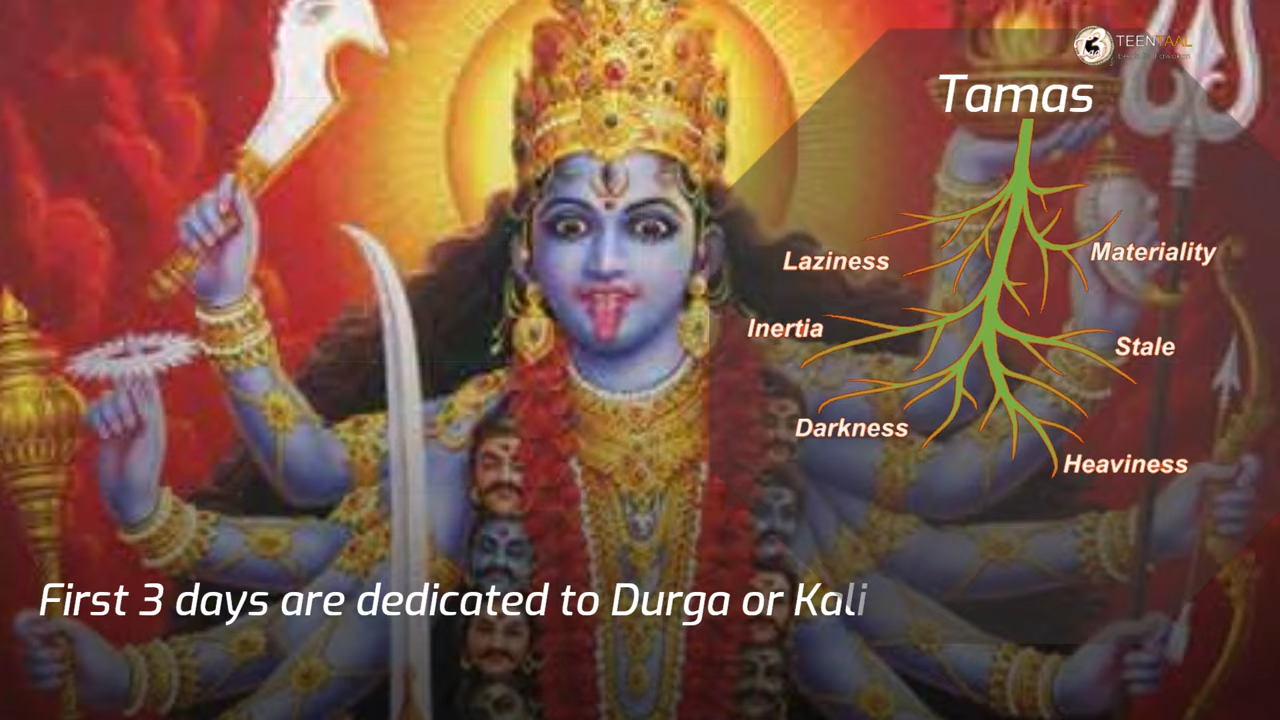 TEENTAAL
Tamas
Laziness
Materiality
Inertia
Stale
Darkness
Heaviness
First 3 days are dedicated to Durga or Kali